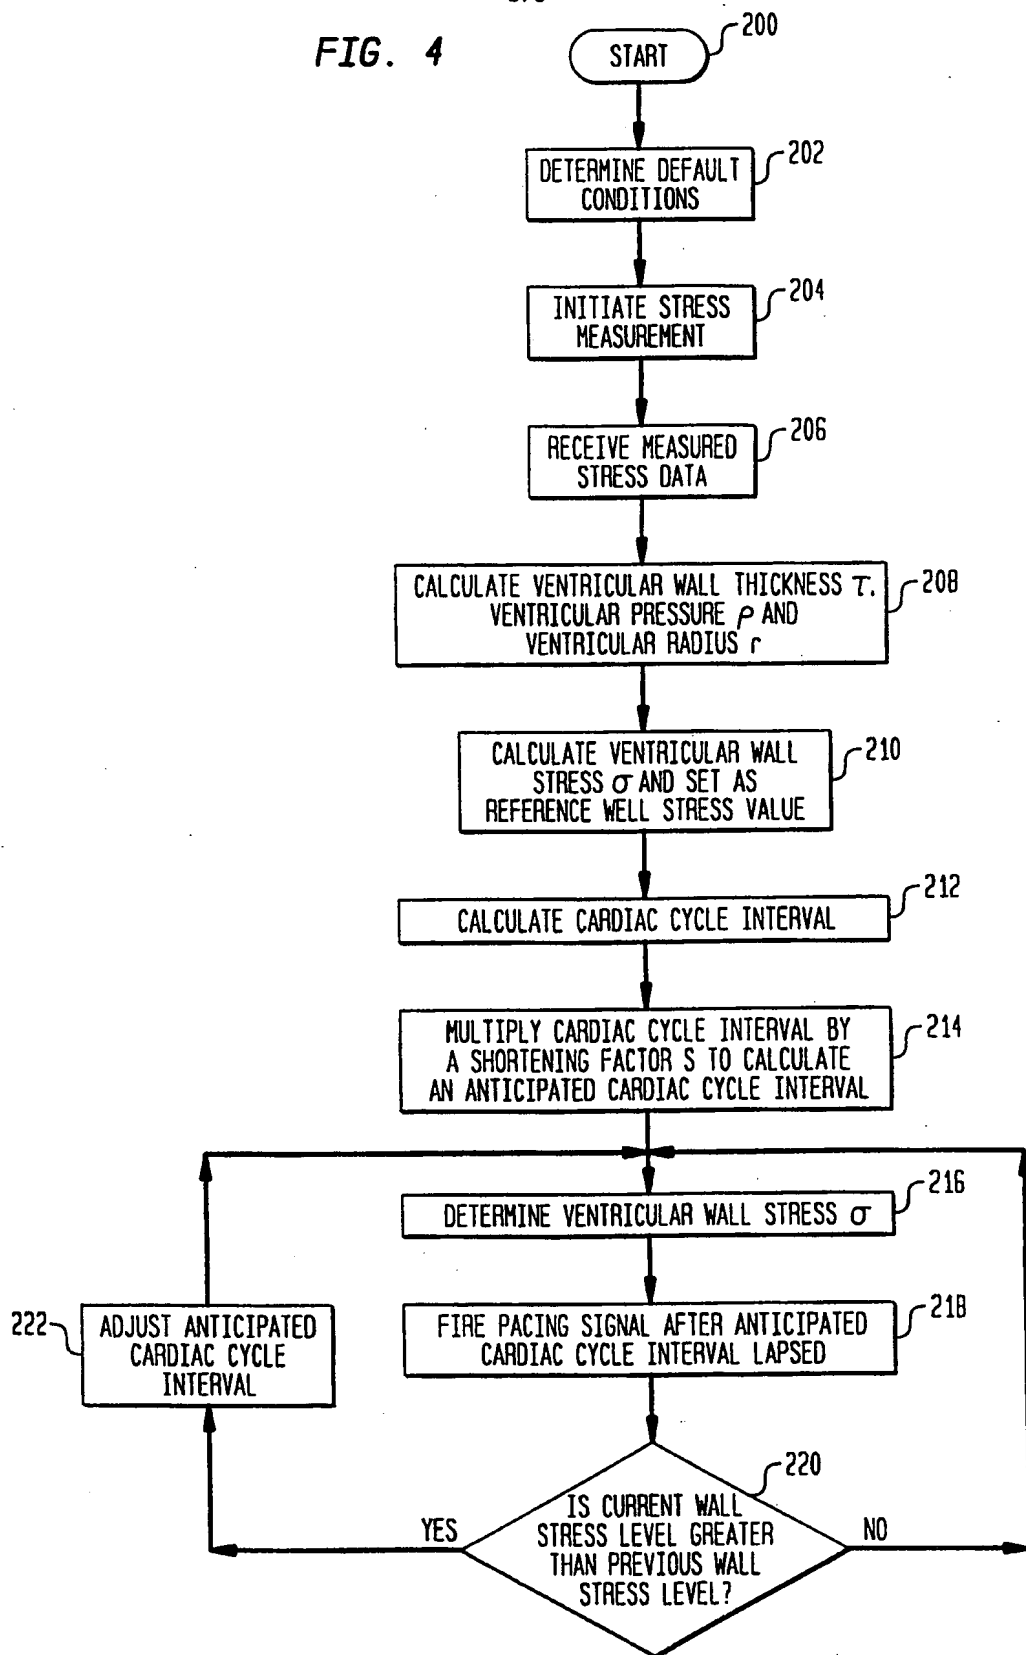 FIG. 4
START
200
DETERMINE DEFAULT
CONDITIONS
202
INITIATE STRESS
MEASUREMENT
204
RECEIVE MEASURED
STRESS DATA
206
CALCULATE VENTRICULAR WALL THICKNESS τ.
VENTRICULAR PRESSURE ρ AND
VENTRICULAR RADIUS r
208
CALCULATE VENTRICULAR WALL
STRESS σ AND SET AS
REFERENCE WELL STRESS VALUE
210
CALCULATE CARDIAC CYCLE INTERVAL
212
MULTIPLY CARDIAC CYCLE INTERVAL BY
A SHORTENING FACTOR S TO CALCULATE
AN ANTICIPATED CARDIAC CYCLE INTERVAL
214
DETERMINE VENTRICULAR WALL STRESS σ
216
FIRE PACING SIGNAL AFTER ANTICIPATED
CARDIAC CYCLE INTERVAL LAPSED
218
222
ADJUST ANTICIPATED
CARDIAC CYCLE
INTERVAL
220
IS CURRENT WALL
STRESS LEVEL GREATER
THAN PREVIOUS WALL
STRESS LEVEL?
YES
NO